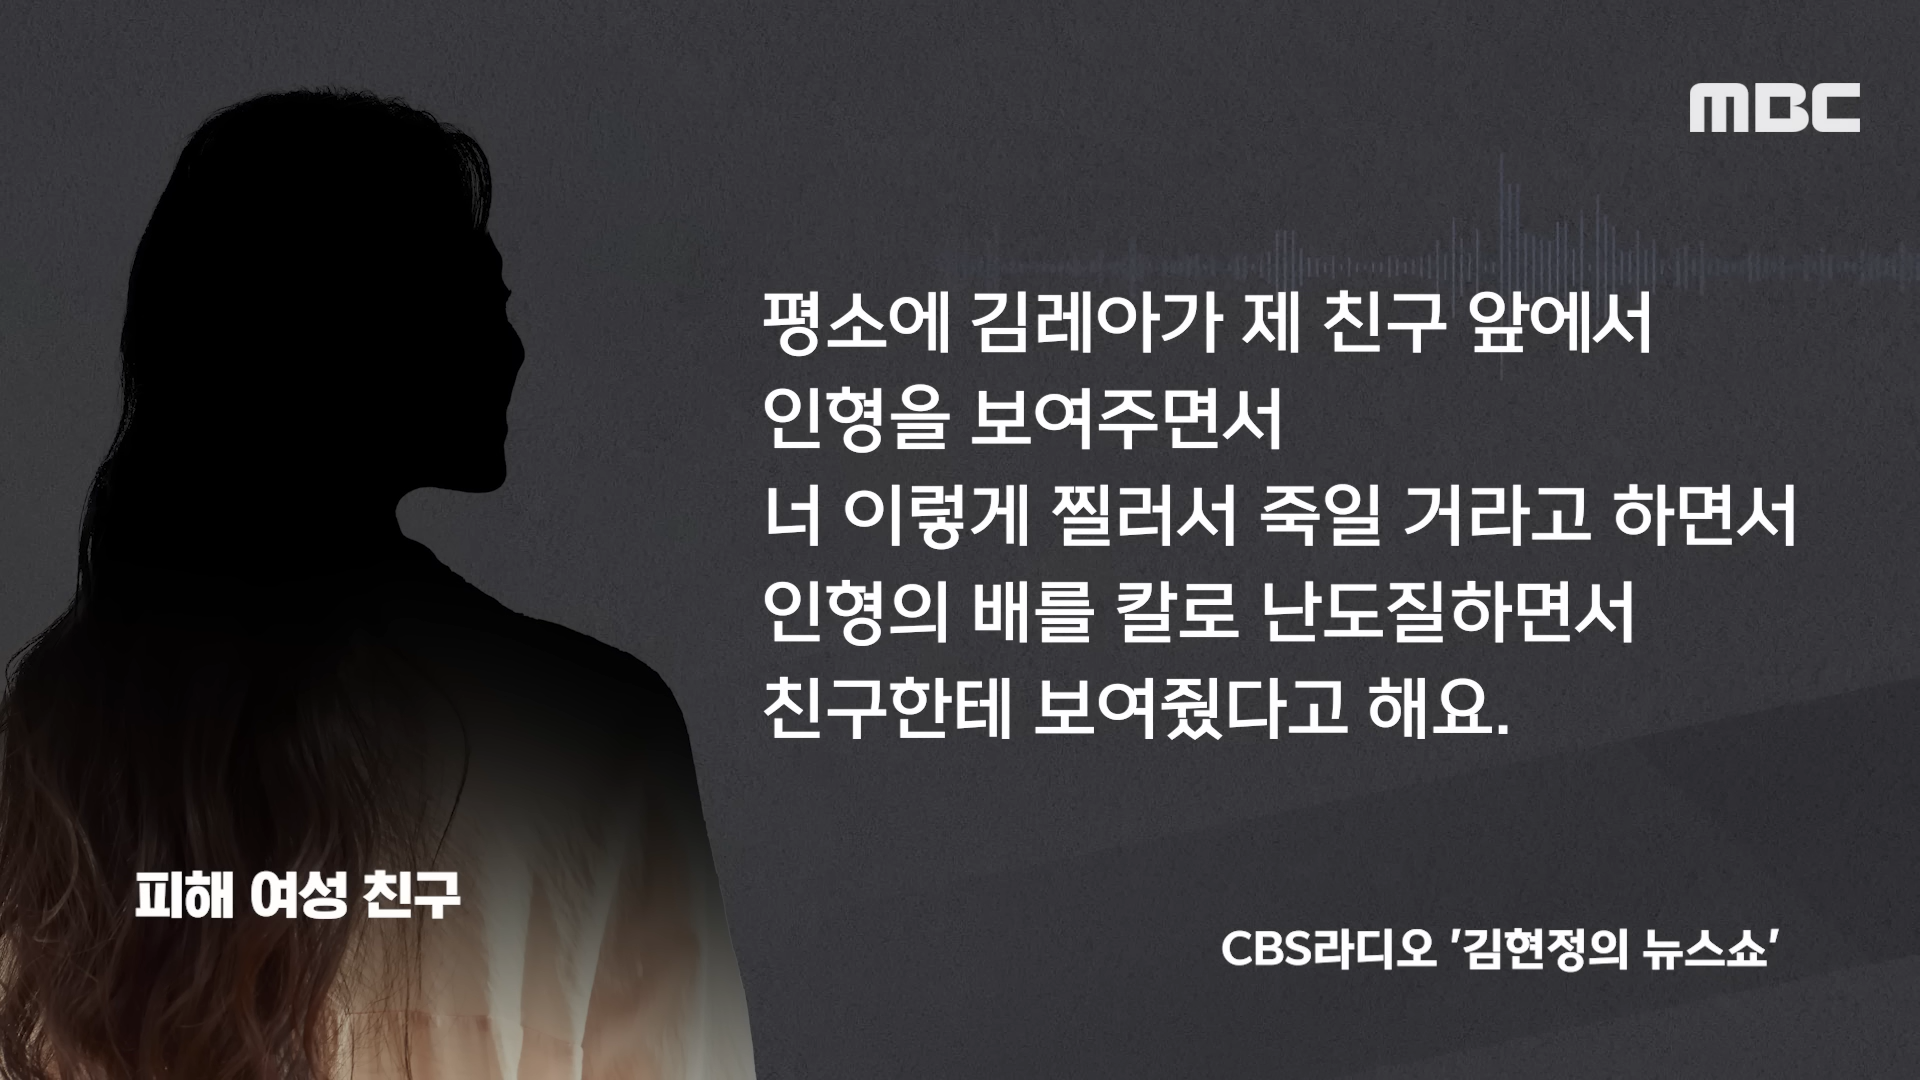 MBC
평소에 김레아가 제 친구 앞에서
인형을 보여주면서
너 이렇게 찔러서 죽일 거라고 하면서
인형의 배를 칼로 난도질하면서
친구한테 보여줬다고 해요.
피해 여성 친구
CBS라디오 '김현정의 뉴스쇼'